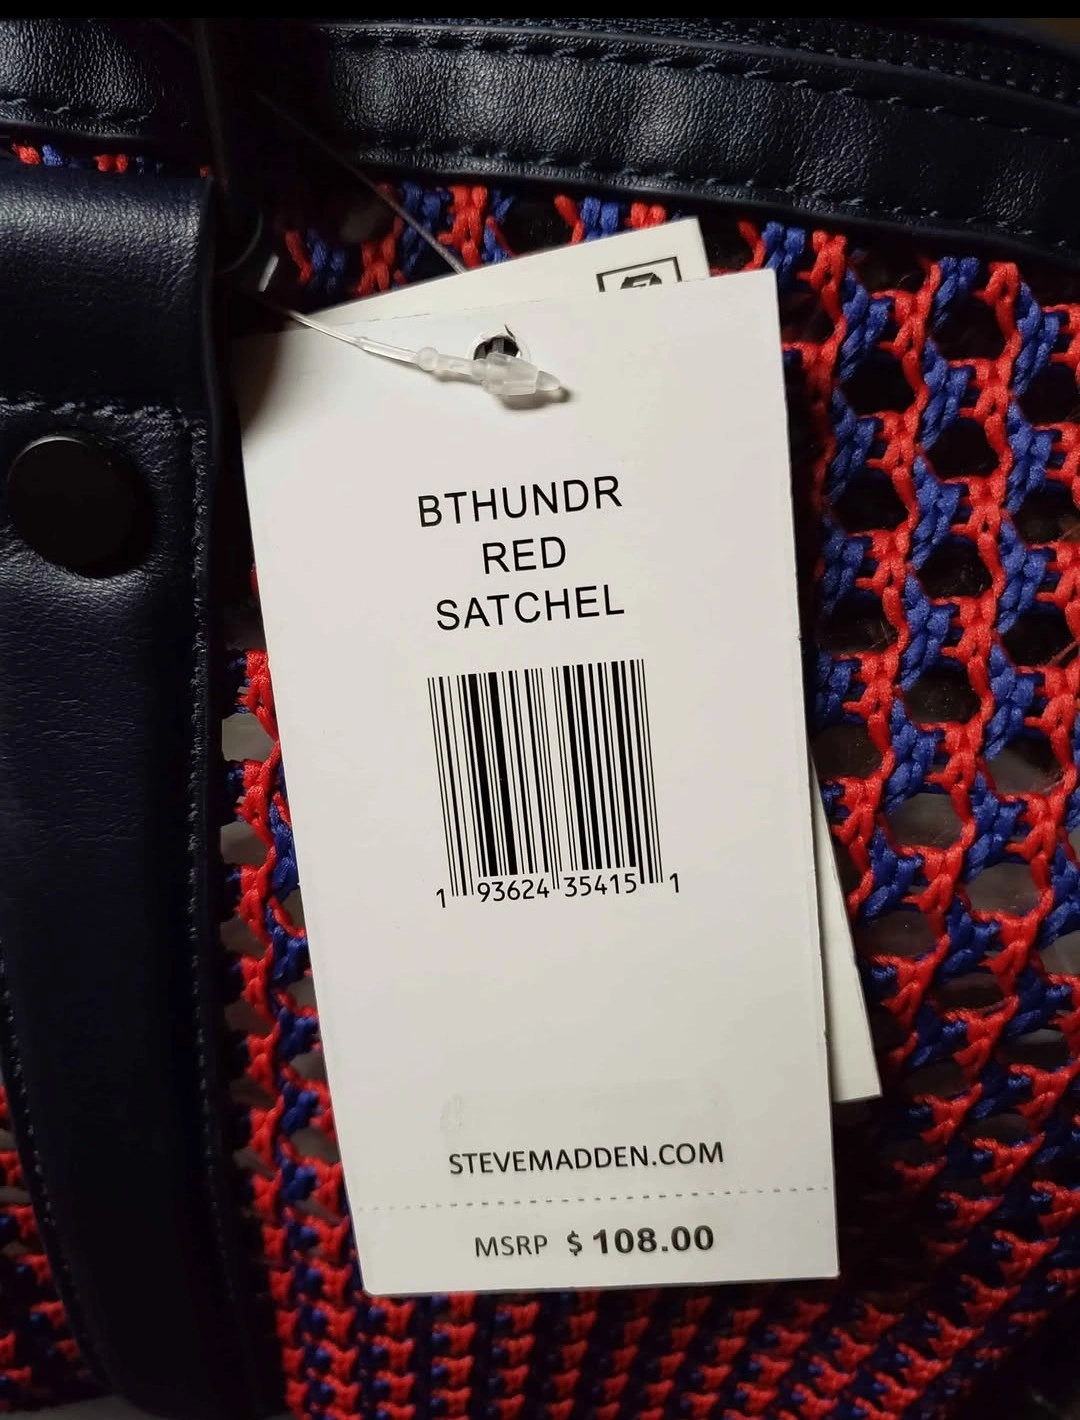 BTHUNDR
RED
SATCHEL
1 93624 35415 1
STEVEMADDEN.COM
MSRP $ 108.00